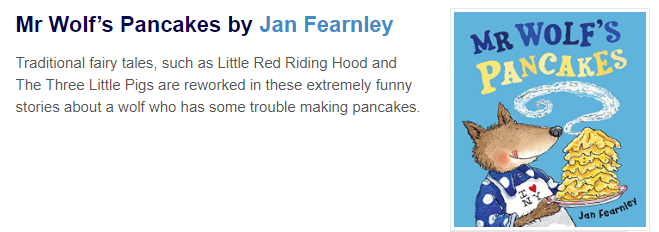 Mr Wolf’s Pancakes by Jan Fearnley
Traditional fairy tales, such as Little Red Riding Hood and
The Three Little Pigs are reworked in these extremely funny
stories about a wolf who has some trouble making pancakes.
MR WOLF'S
PANCAKES
I ♥
NY
Jan Fearnley